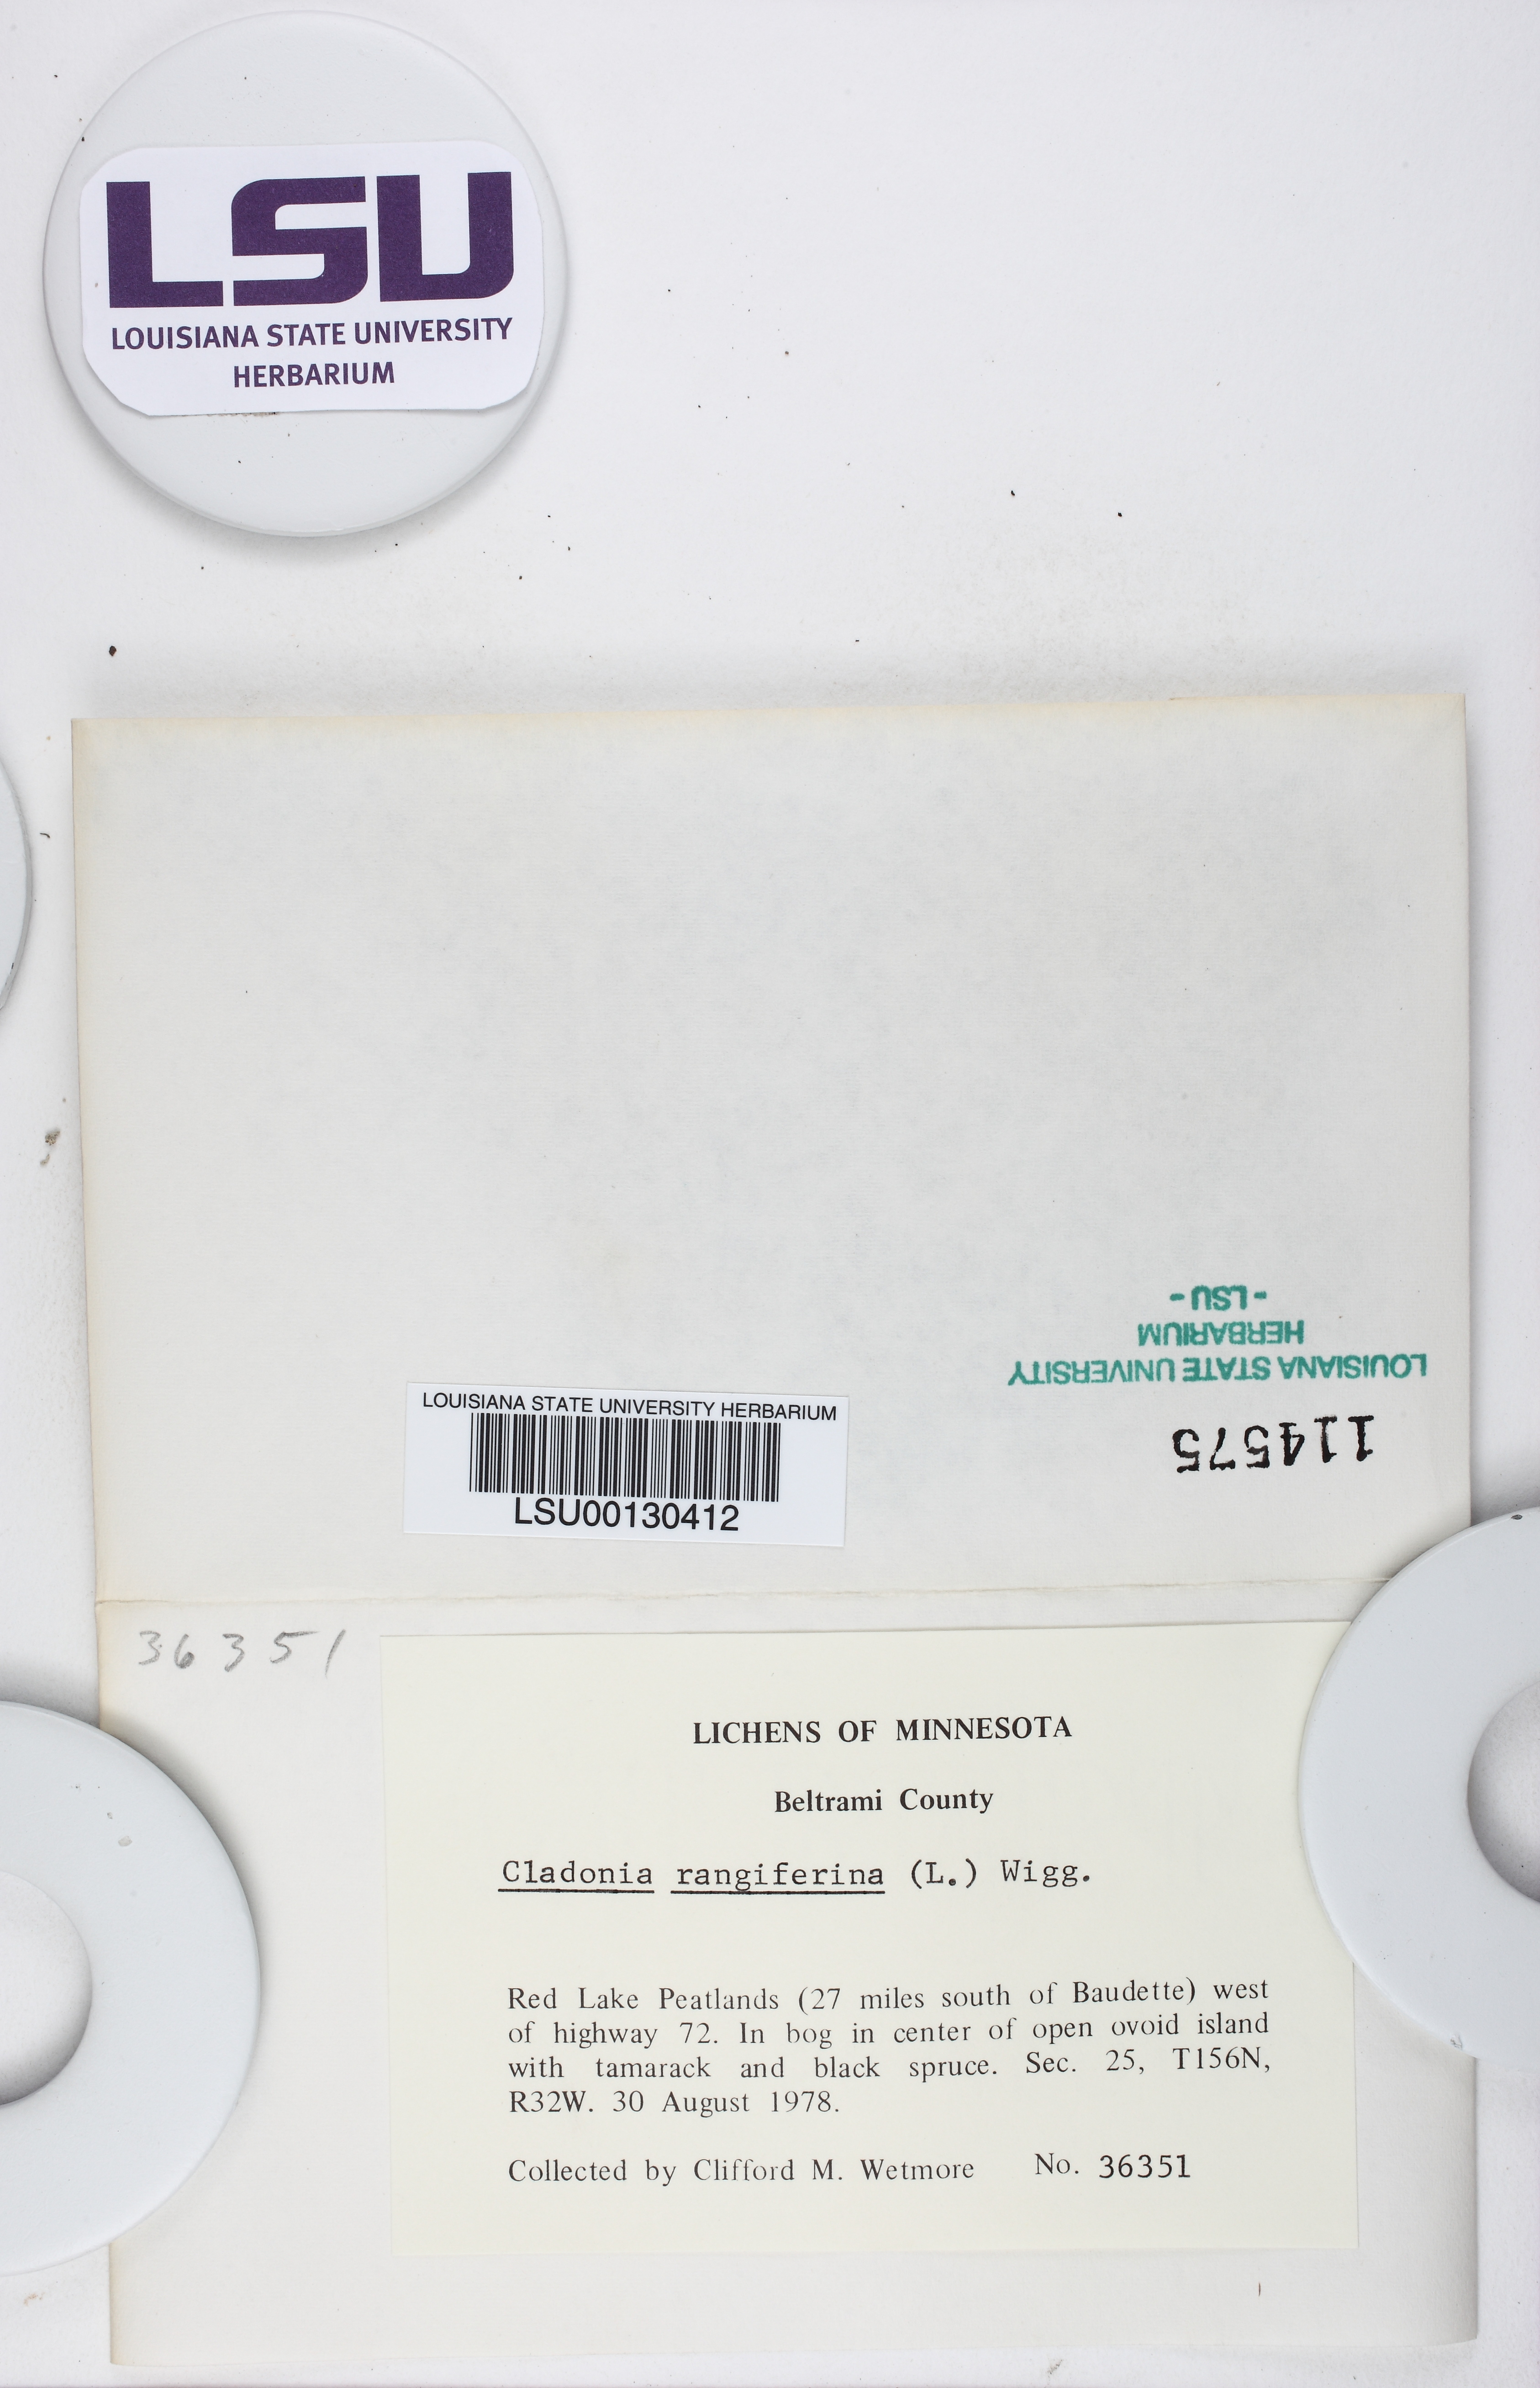 LSU
LOUISIANA STATE UNIVERSITY
HERBARIUM
LOUISIANA STATE UNIVERSITY
HERBARIUM
- LSU -
114575
LOUISIANA STATE UNIVERSITY HERBARIUM
LSU00130412
36351
LICHENS OF MINNESOTA
Beltrami County
Cladonia rangiferina (L.) Wigg.
Red Lake Peatlands (27 miles south of Baudette) west
of highway 72. In bog in center of open ovoid island
with tamarack and black spruce. Sec. 25, T156N,
R32W. 30 August 1978.
Collected by Clifford M. Wetmore No. 36351